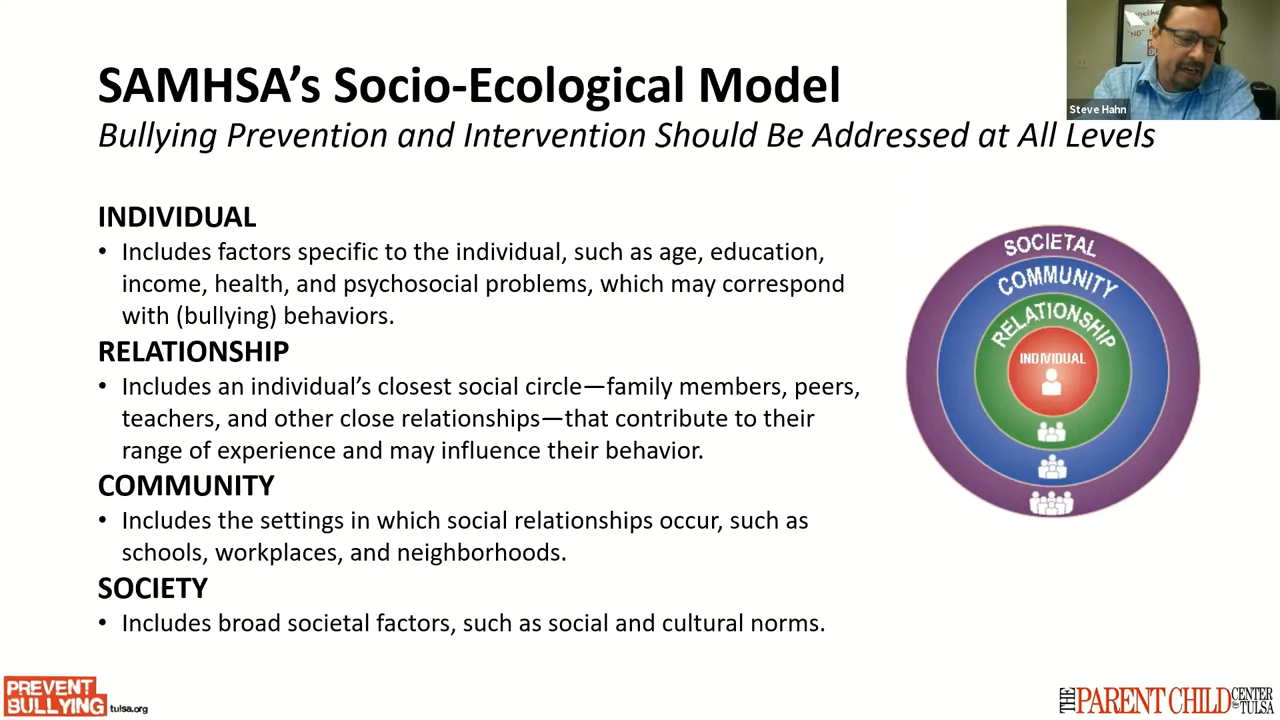 SAMHSA’s Socio-Ecological Model
Bullying Prevention and Intervention Should Be Addressed at All Levels
Steve Hahn
INDIVIDUAL
• Includes factors specific to the individual, such as age, education,
income, health, and psychosocial problems, which may correspond
with (bullying) behaviors.
RELATIONSHIP
• Includes an individual’s closest social circle—family members, peers,
teachers, and other close relationships—that contribute to their
range of experience and may influence their behavior.
COMMUNITY
• Includes the settings in which social relationships occur, such as
schools, workplaces, and neighborhoods.
SOCIETY
• Includes broad societal factors, such as social and cultural norms.
SOCIETAL
COMMUNITY
RELATIONSHIP
INDIVIDUAL
PREVENT
BULLYING tulsa.org
THE PARENT CHILD CENTER of TULSA